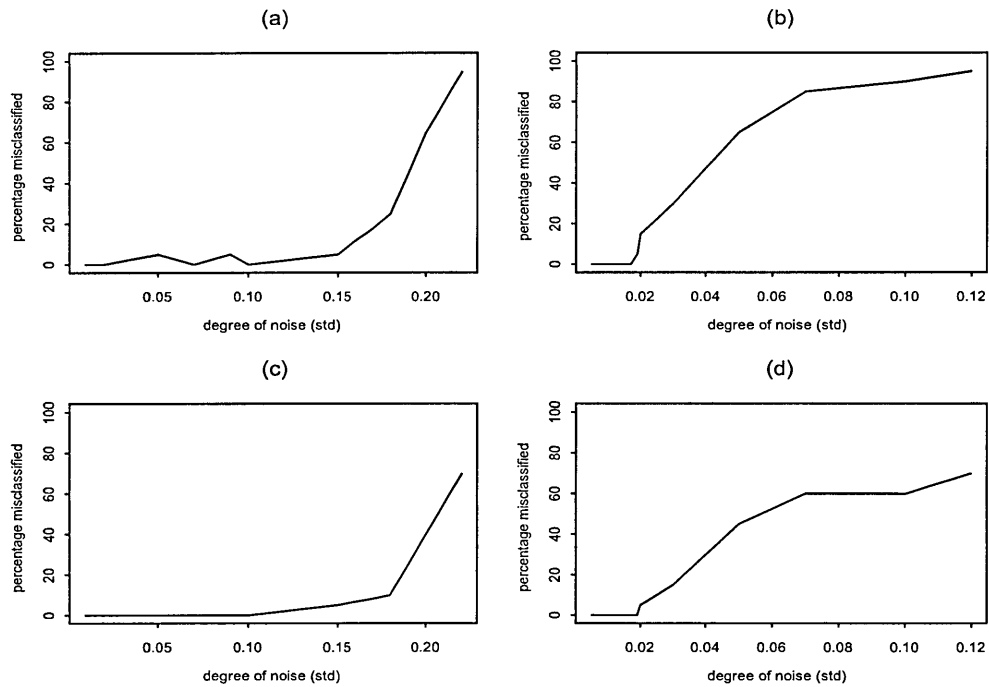 (a)
percentage misclassified
0 20 40 60 80 100
0.05 0.10 0.15 0.20
degree of noise (std)
(b)
percentage misclassified
0 20 40 60 80 100
0.02 0.04 0.06 0.08 0.10 0.12
degree of noise (std)
(c)
percentage misclassified
0 20 40 60 80 100
0.05 0.10 0.15 0.20
degree of noise (std)
(d)
percentage misclassified
0 20 40 60 80 100
0.02 0.04 0.06 0.08 0.10 0.12
degree of noise (std)